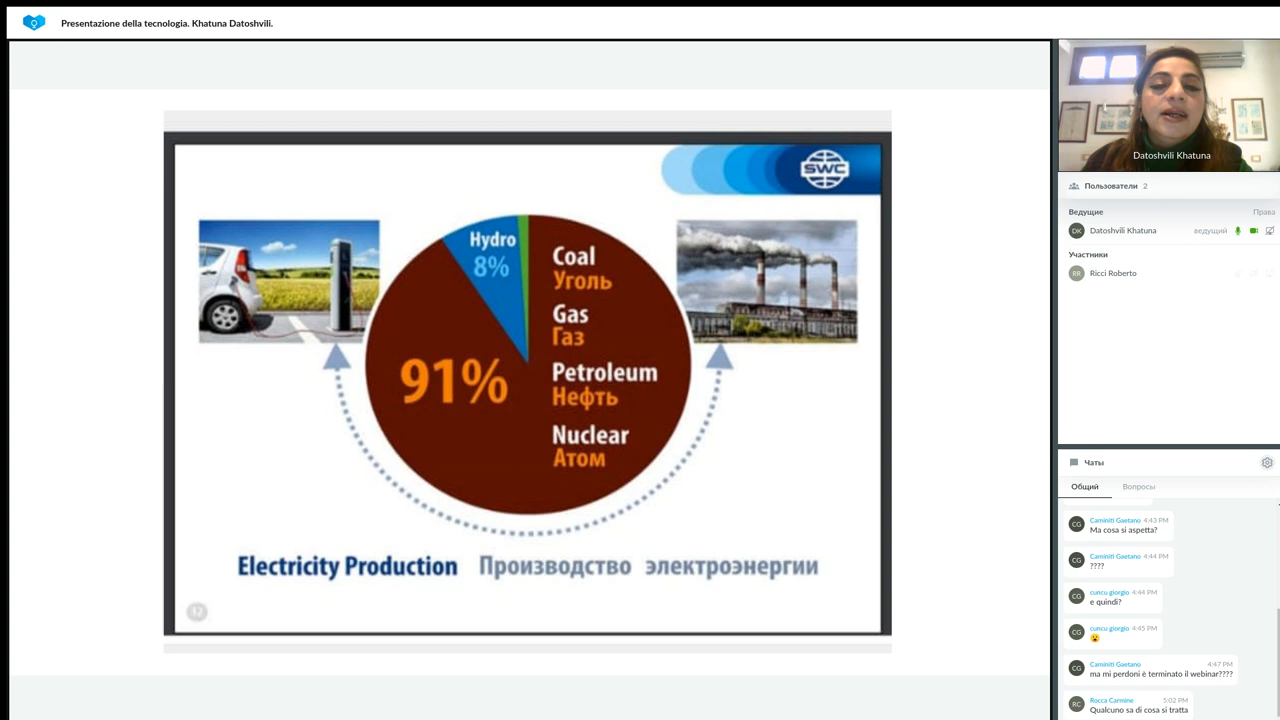 Presentazione della tecnologia. Khatuna Datoshvili.
SWC
Hydro
8%
91%
Coal
Уголь
Gas
Газ
Petroleum
Нефть
Nuclear
Атом
Electricity Production Производство электроэнергии
12
Datoshvili Khatuna
Пользователи 2
Ведущие Права
DK Datoshvili Khatuna ведущий
Участники
RR Ricci Roberto
Чаты
Общий Вопросы
CG Caminiti Gaetano 4:43 PM
Ma cosa si aspetta?
CG Caminiti Gaetano 4:44 PM
????
CG cuncu giorgio 4:44 PM
e quindi?
CG cuncu giorgio 4:45 PM
😮
CG Caminiti Gaetano 4:47 PM
ma mi perdoni è terminato il webinar????
RC Rocca Carmine 5:02 PM
Qualcuno sa di cosa si tratta